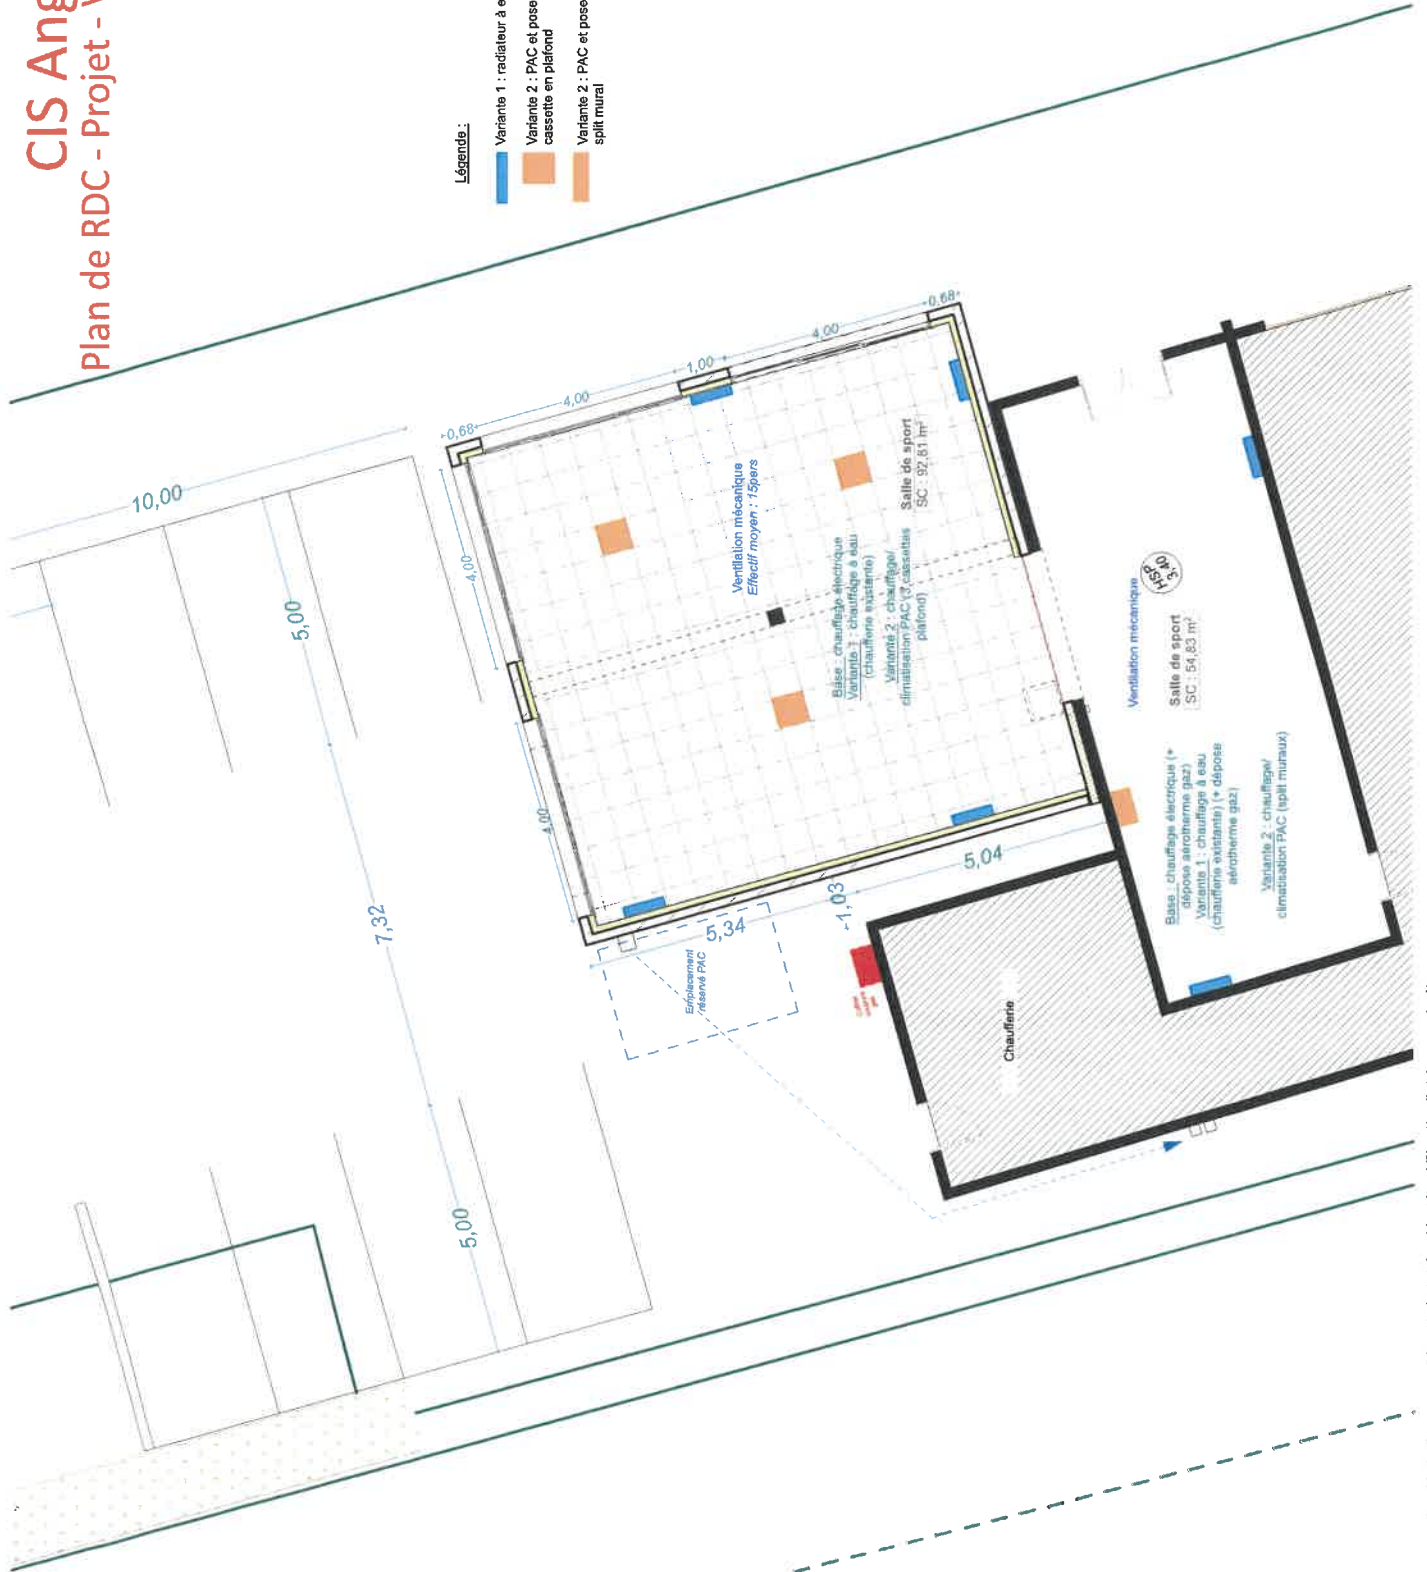 CIS Ang
Plan de RDC - Projet - V
Légende :
Variante 1 : radiateur à e
Variante 2 : PAC et pose
cassette en plafond
Variante 2 : PAC et pose
split mural
10,00
5,00
7,32
5,00
0,68
4,00
1,00
4,00
0,68
4,00
4,00
5,34
1,03
5,04
Ventilation mécanique
Effectif moyen : 15pers
Base : chauffage électrique
Variante 1 : chauffage à eau
(chaufferie existante)
Variante 2 : chauffage/
climatisation PAC (3 cassettes
plafond)
Salle de sport
SC : 92,81 m²
Emplacement
réservé PAC
Chaufferie
Ventilation mécanique
HSP
3,40
Salle de sport
SC : 54,83 m²
Base : chauffage électrique (+
dépose aérotherme gaz)
Variante 1 : chauffage à eau
(chaufferie existante) (+ dépose
aérotherme gaz)
Variante 2 : chauffage/
climatisation PAC (split muraux)